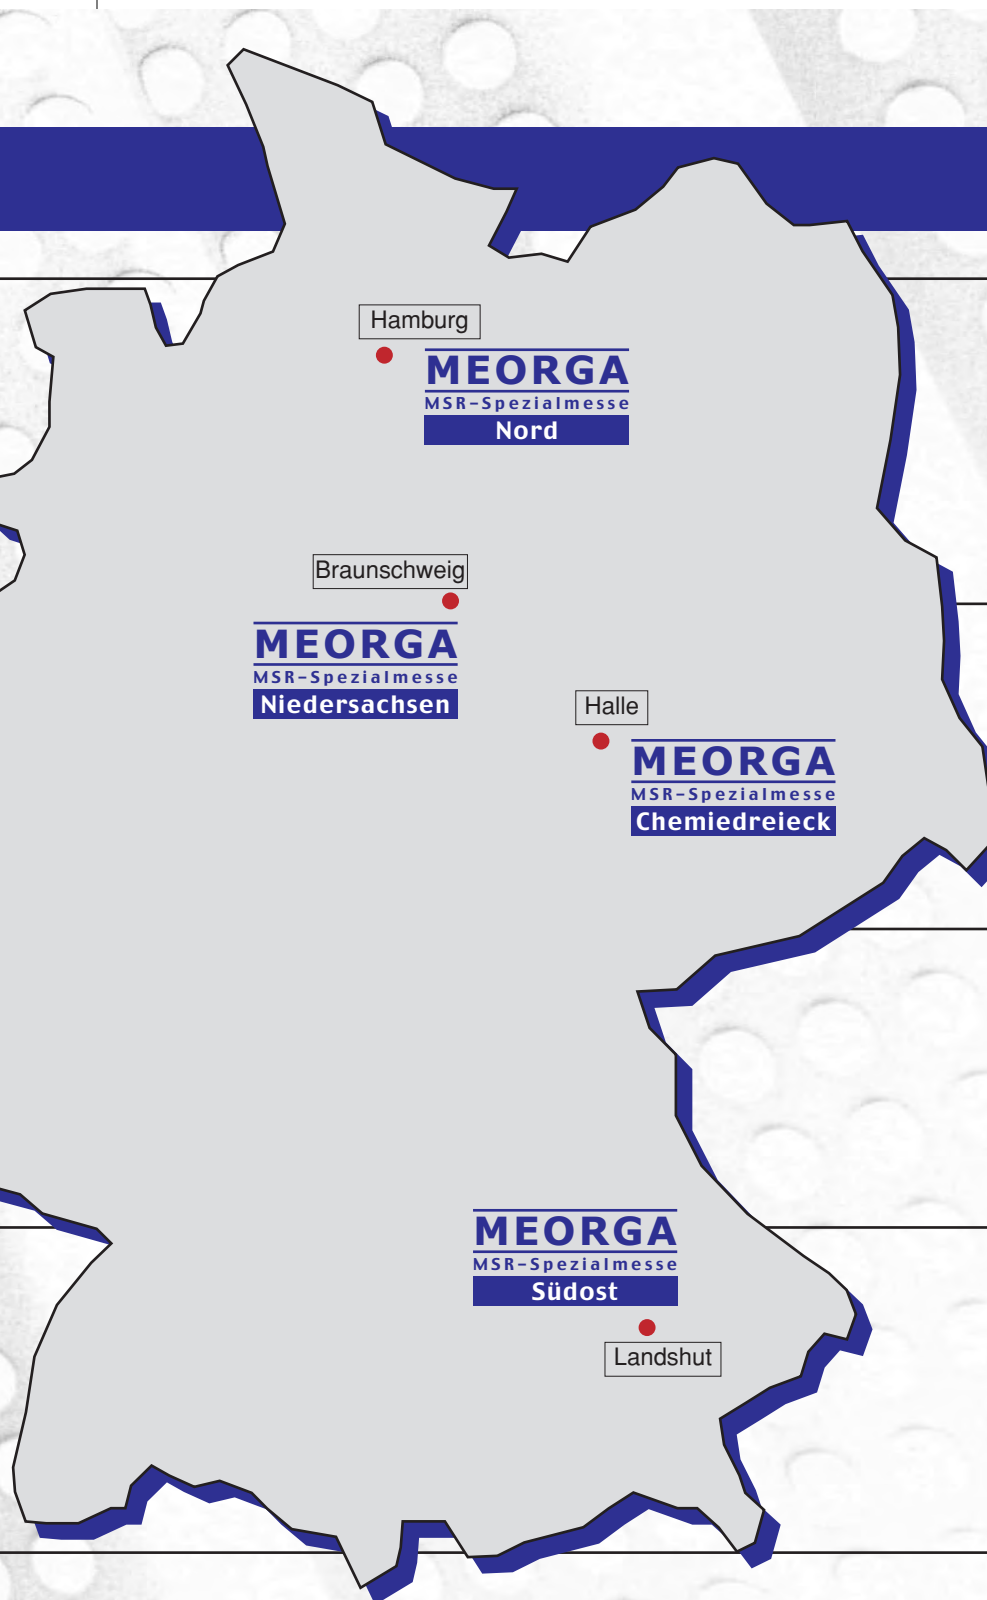 Hamburg
MEORGA
MSR-Spezialmesse
Nord
Braunschweig
MEORGA
MSR-Spezialmesse
Niedersachsen
Halle
MEORGA
MSR-Spezialmesse
Chemiedreieck
MEORGA
MSR-Spezialmesse
Südost
Landshut